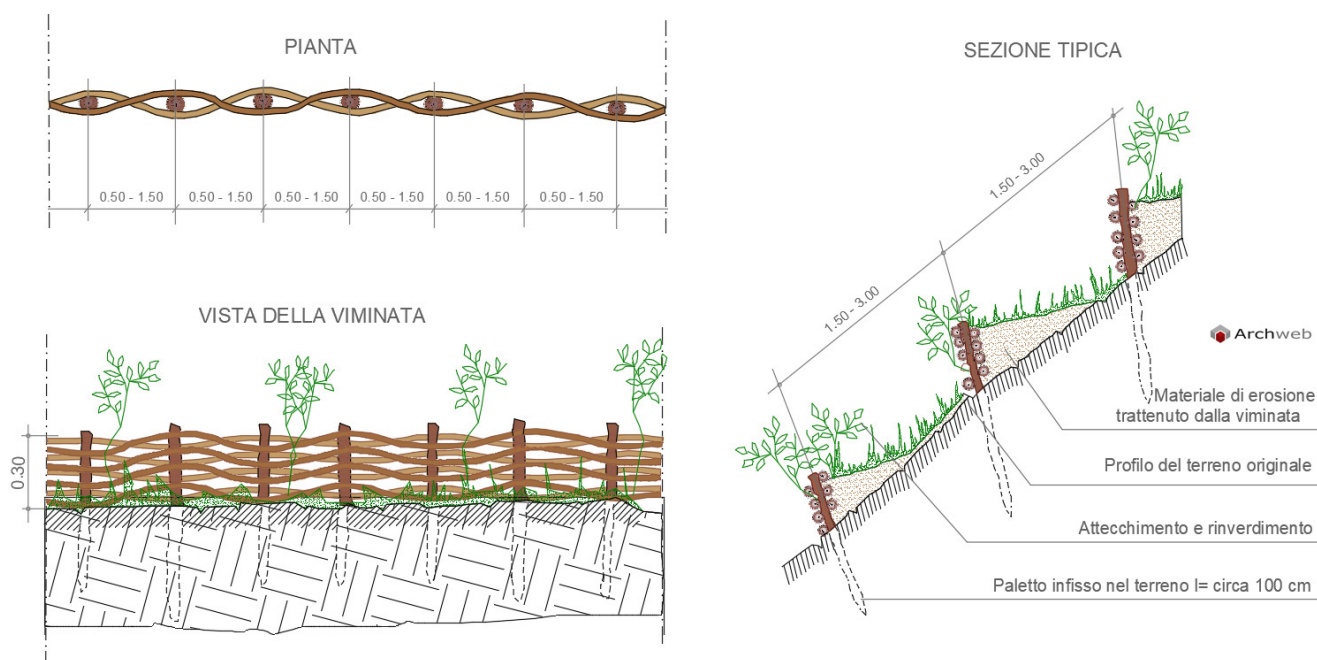 PIANTA
0.50 - 1.50
0.50 - 1.50
0.50 - 1.50
0.50 - 1.50
0.50 - 1.50
0.50 - 1.50
VISTA DELLA VIMINATA
0.30
SEZIONE TIPICA
1.50 - 3.00
1.50 - 3.00
Archweb
Materiale di erosione
trattenuto dalla viminata
Profilo del terreno originale
Attecchimento e rinverdimento
Paletto infisso nel terreno l= circa 100 cm